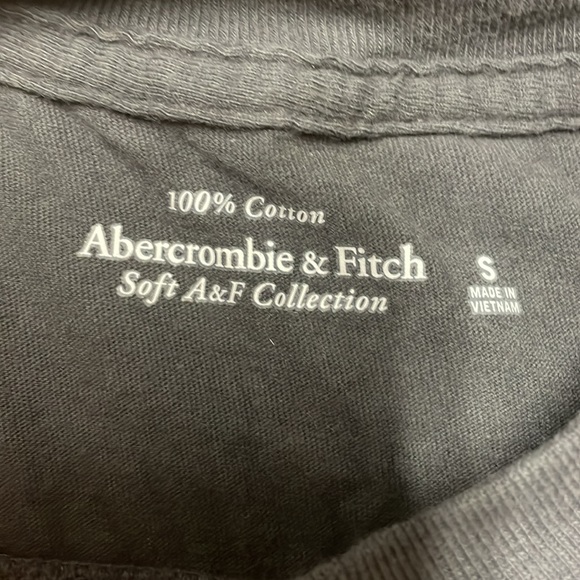 100% Cotton
Abercrombie & Fitch
Soft A&F Collection
S
MADE IN
VIETNAM